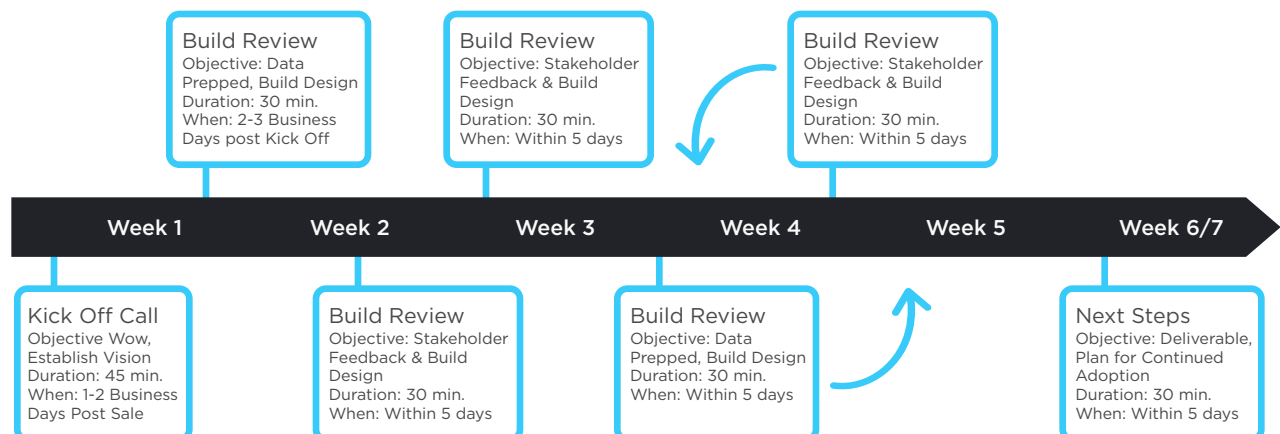 Build Review
Objective: Data
Prepped, Build Design
Duration: 30 min.
When: 2-3 Business
Days post Kick Off
Build Review
Objective: Stakeholder
Feedback & Build
Design
Duration: 30 min.
When: Within 5 days
Build Review
Objective: Stakeholder
Feedback & Build
Design
Duration: 30 min.
When: Within 5 days
Week 1
Week 2
Week 3
Week 4
Week 5
Week 6/7
Kick Off Call
Objective Wow,
Establish Vision
Duration: 45 min.
When: 1-2 Business
Days Post Sale
Build Review
Objective: Stakeholder
Feedback & Build
Design
Duration: 30 min.
When: Within 5 days
Build Review
Objective: Data
Prepped, Build Design
Duration: 30 min.
When: Within 5 days
Next Steps
Objective: Deliverable,
Plan for Continued
Adoption
Duration: 30 min.
When: Within 5 days